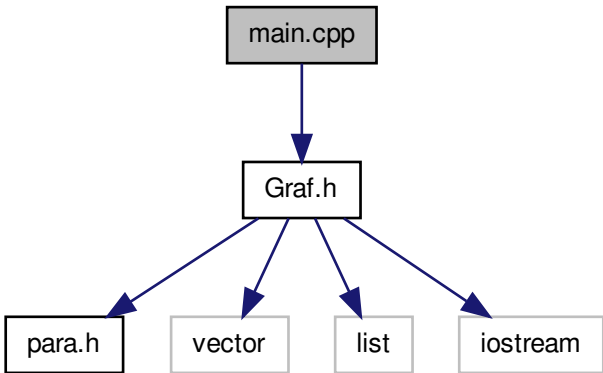 main.cpp
Graf.h
para.h
vector
list
iostream